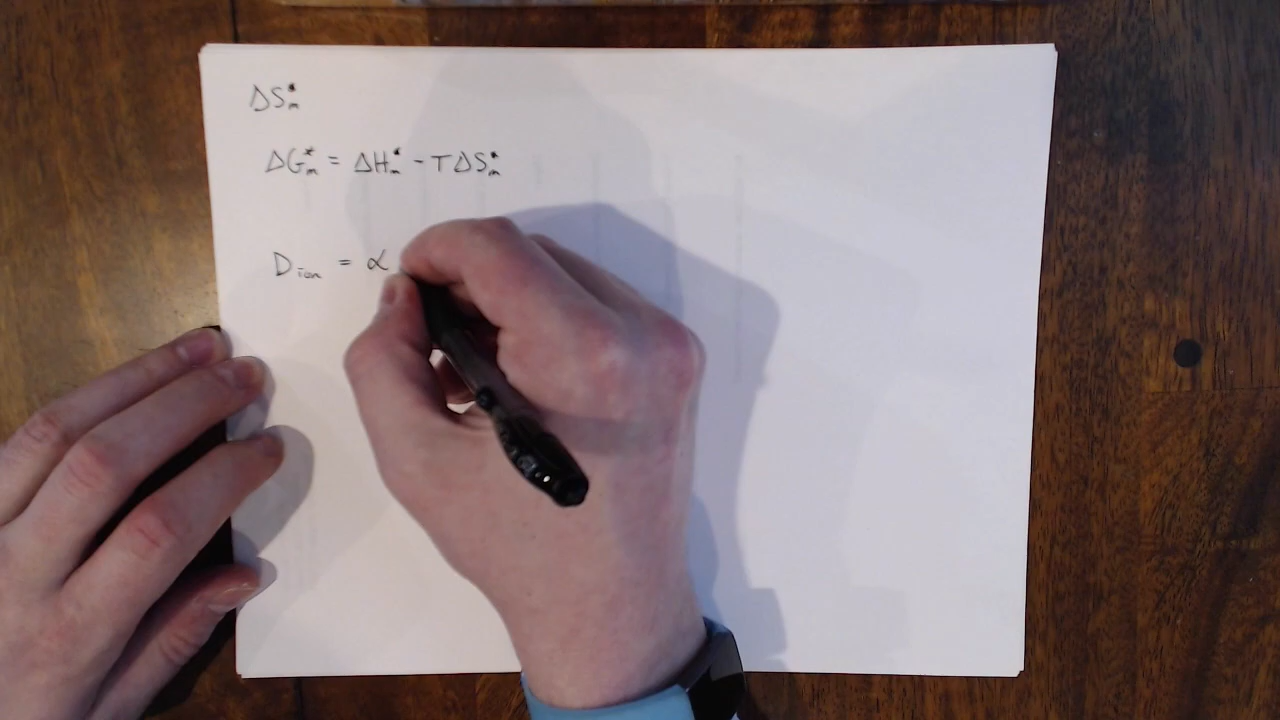 ΔS*m
ΔG*m = ΔH*m - TΔS*m
Dion = α